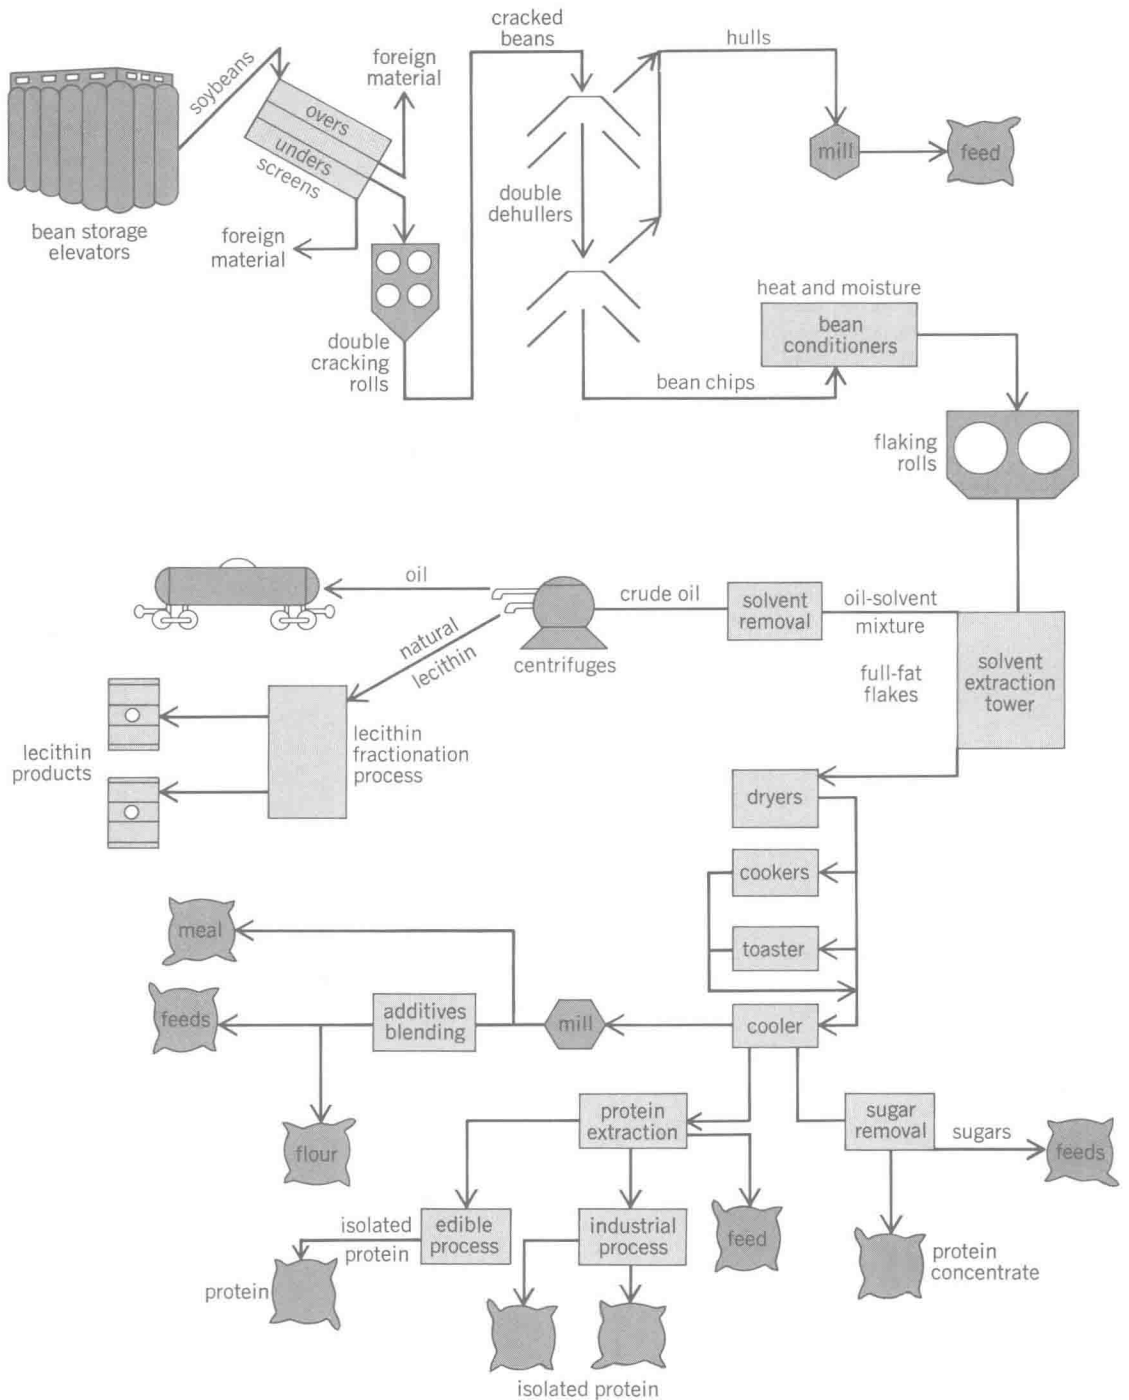 cracked
beans
hulls
foreign
material
soybeans
overs
unders
screens
mill
feed
bean storage
elevators
foreign
material
double
dehullers
double
cracking
rolls
heat and moisture
bean
conditioners
bean chips
flaking
rolls
oil
crude oil
solvent
removal
oil-solvent
mixture
natural
lecithin
centrifuges
full-fat
flakes
solvent
extraction
tower
lecithin
products
lecithin
fractionation
process
dryers
cookers
meal
toaster
feeds
additives
blending
mill
cooler
flour
protein
extraction
sugar
removal
sugars
feeds
isolated
protein
edible
process
industrial
process
feed
protein
protein
concentrate
isolated protein